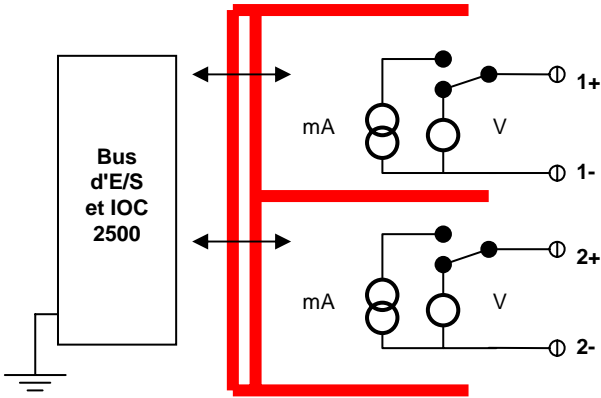 Bus
d'E/S
et IOC
2500
mA
V
1+
1-
mA
V
2+
2-